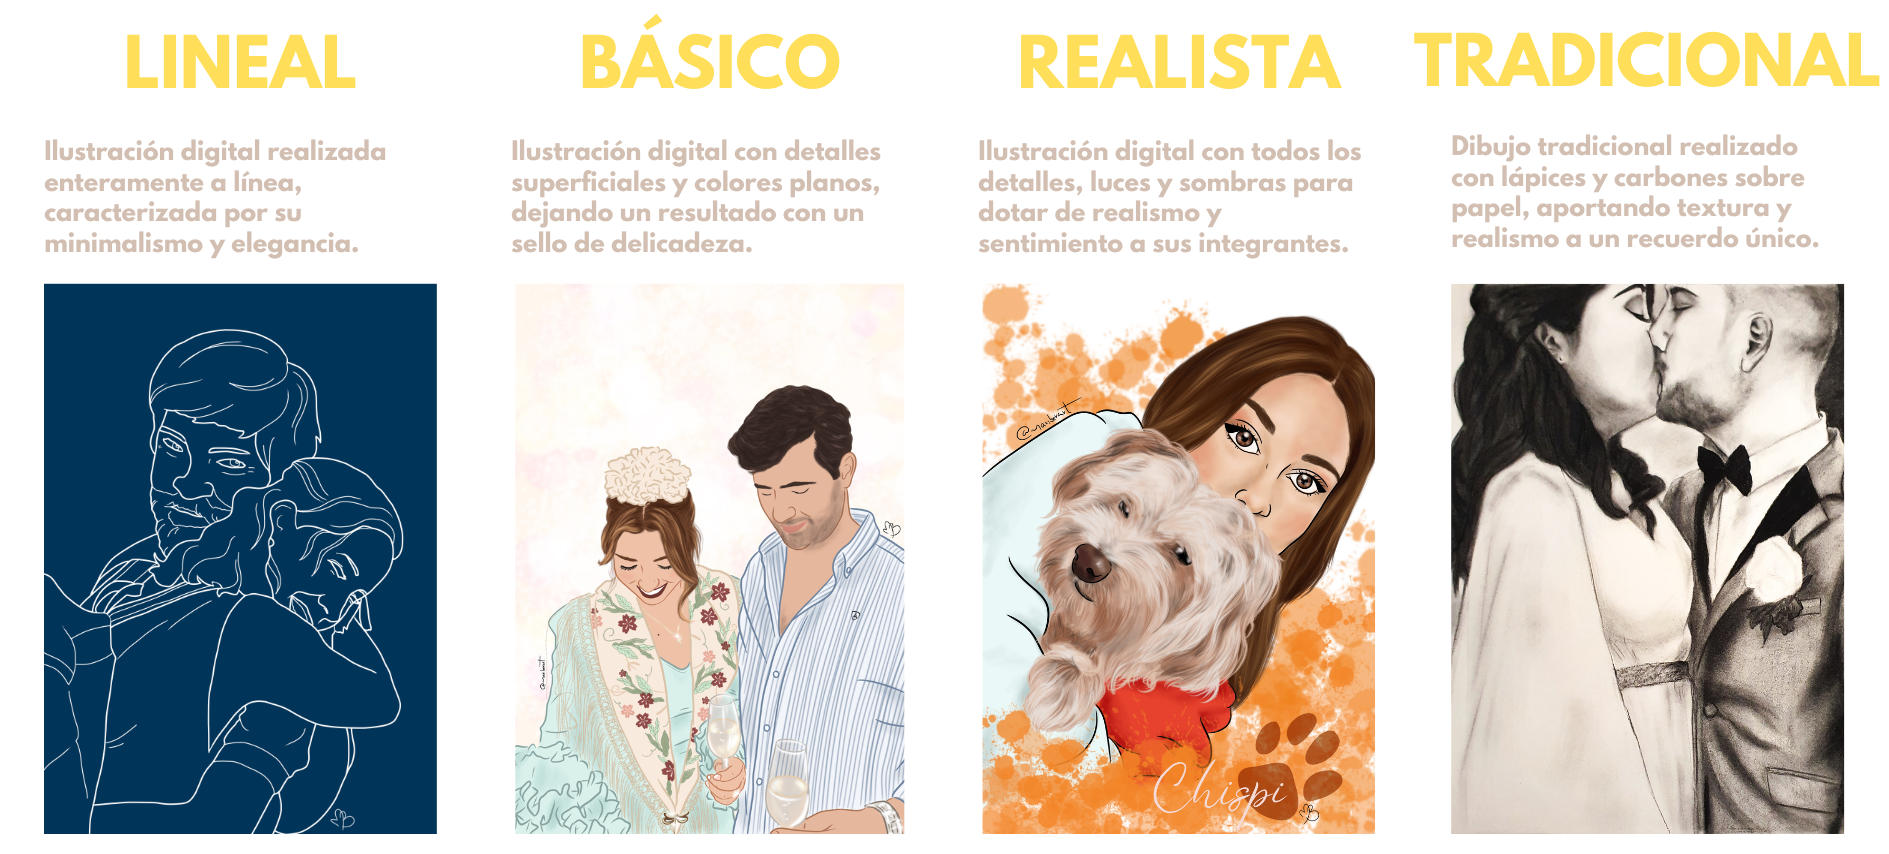 LINEAL
Ilustración digital realizada
enteramente a línea,
caracterizada por su
minimalismo y elegancia.
BÁSICO
Ilustración digital con detalles
superficiales y colores planos,
dejando un resultado con un
sello de delicadeza.
REALISTA
Ilustración digital con todos los
detalles, luces y sombras para
dotar de realismo y
sentimiento a sus integrantes.
TRADICIONAL
Dibujo tradicional realizado
con lápices y carbones sobre
papel, aportando textura y
realismo a un recuerdo único.
Chispi